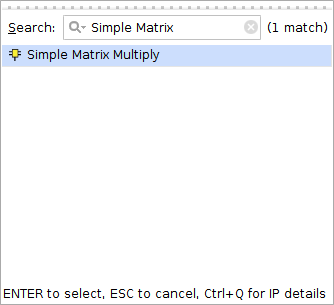 Search: Simple Matrix (1 match)
Simple Matrix Multiply
ENTER to select, ESC to cancel, Ctrl+Q for IP details